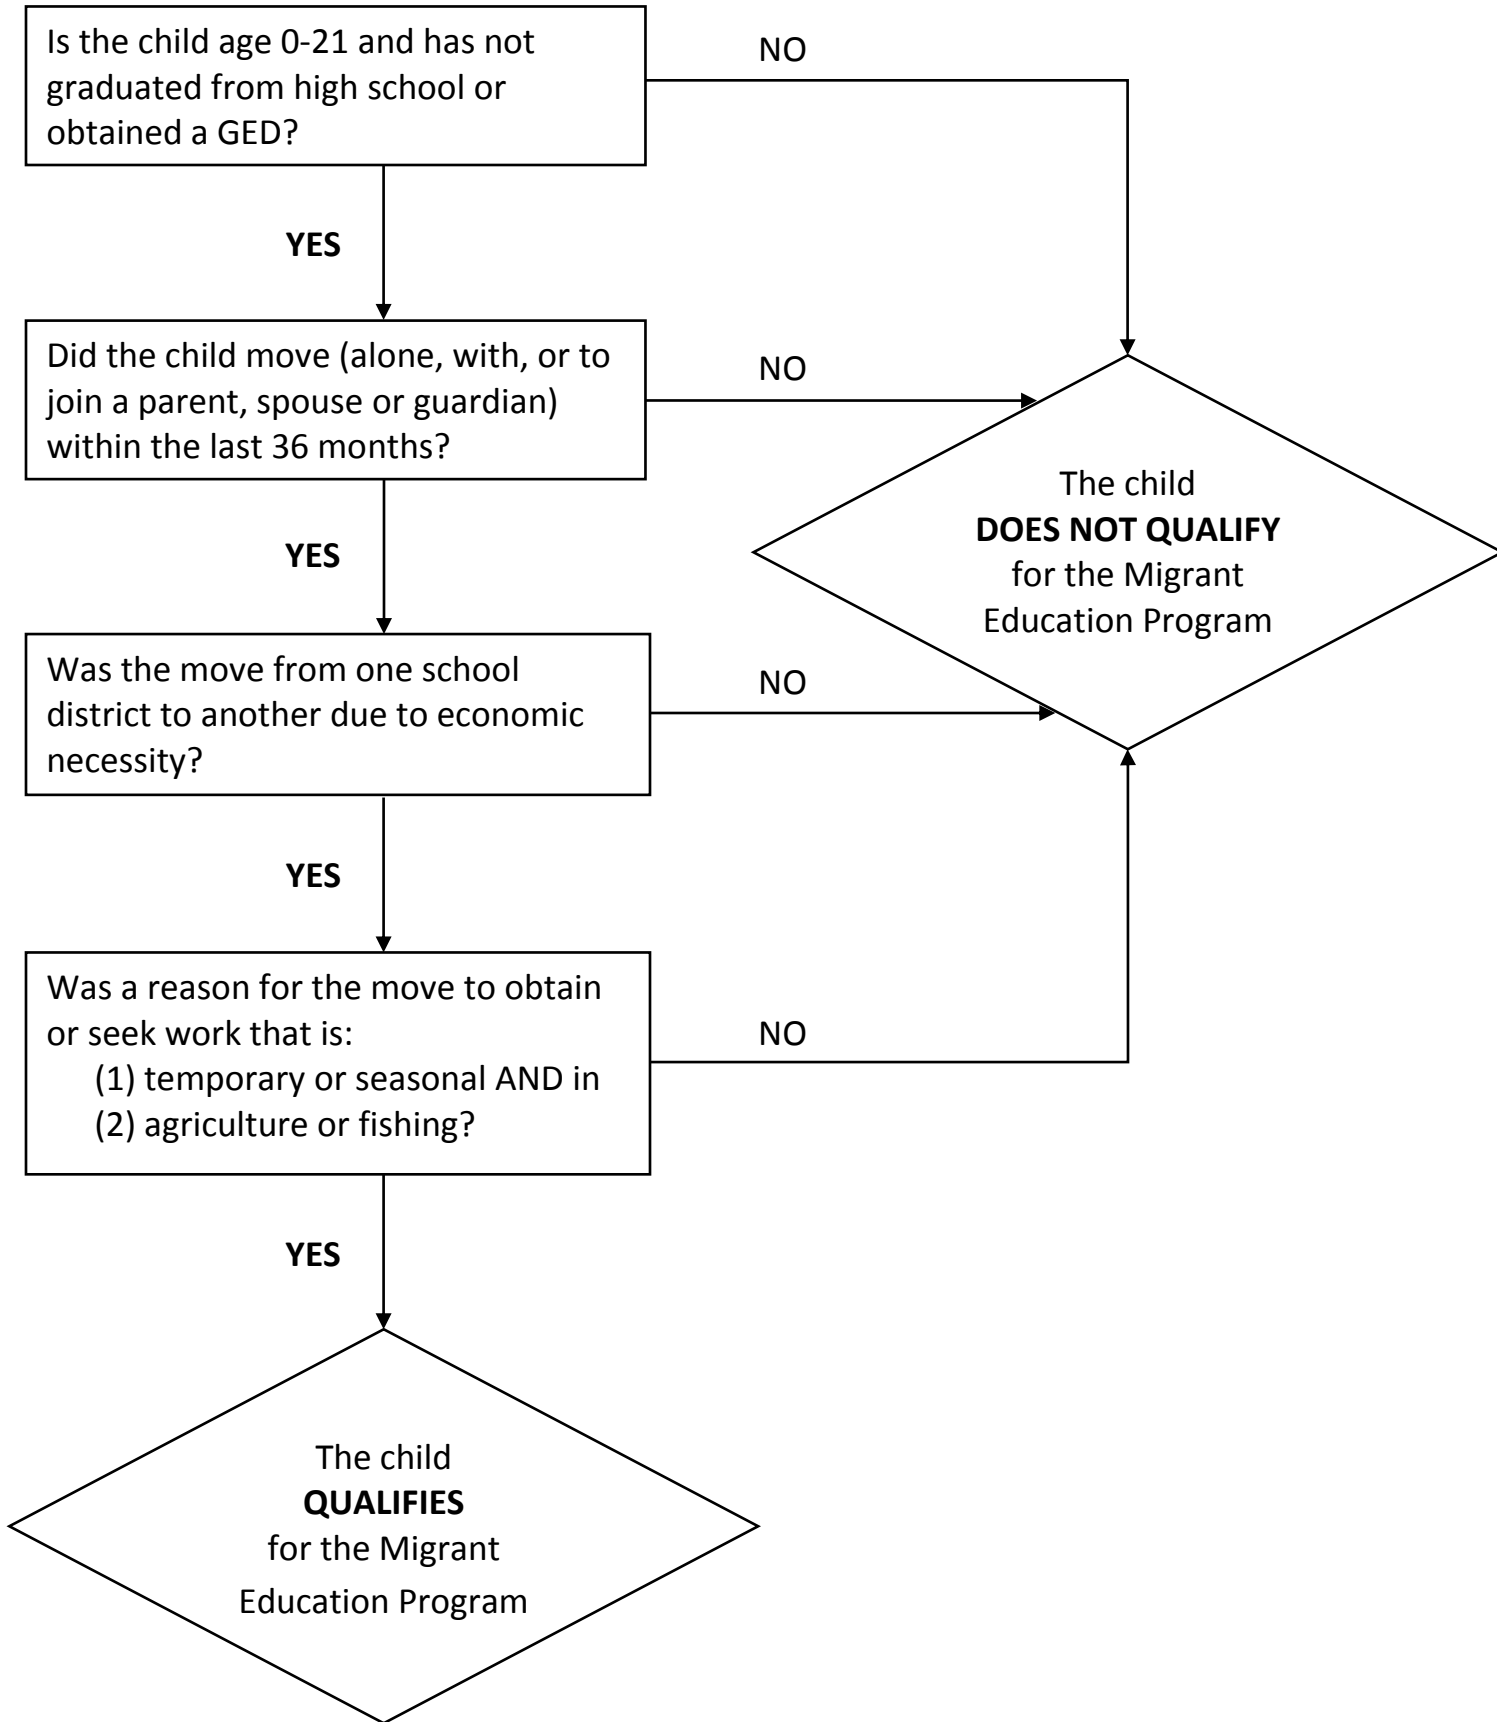 Is the child age 0-21 and has not
graduated from high school or
obtained a GED?
NO
YES
Did the child move (alone, with, or to
join a parent, spouse or guardian)
within the last 36 months?
NO
The child
DOES NOT QUALIFY
for the Migrant
Education Program
YES
Was the move from one school
district to another due to economic
necessity?
NO
YES
Was a reason for the move to obtain
or seek work that is:
(1) temporary or seasonal AND in
(2) agriculture or fishing?
NO
YES
The child
QUALIFIES
for the Migrant
Education Program